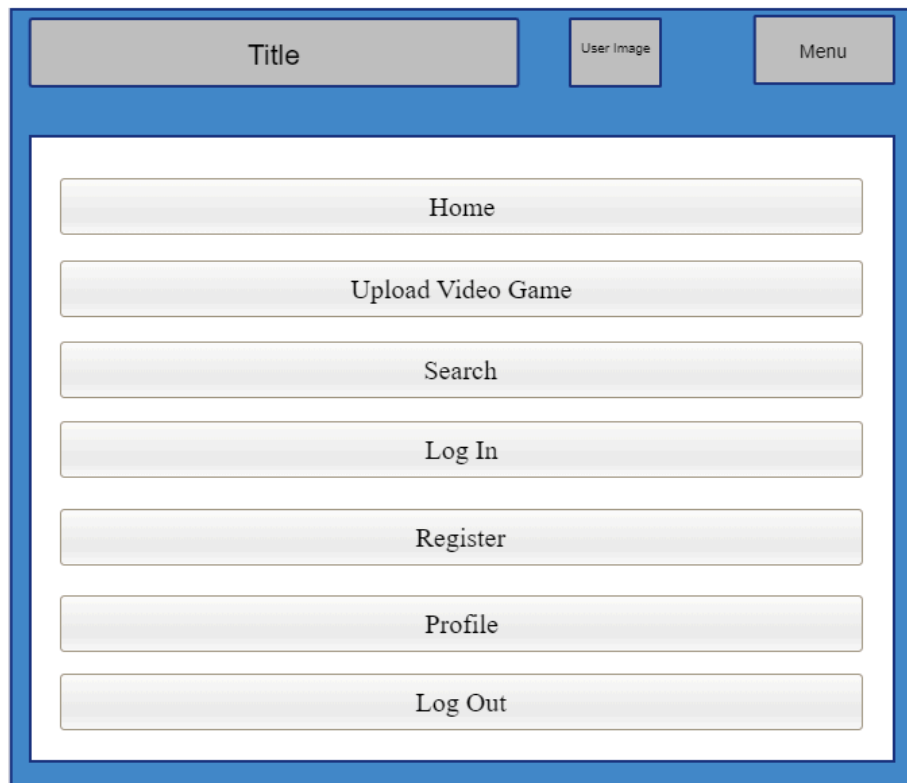 Title
User Image
Menu
Home
Upload Video Game
Search
Log In
Register
Profile
Log Out